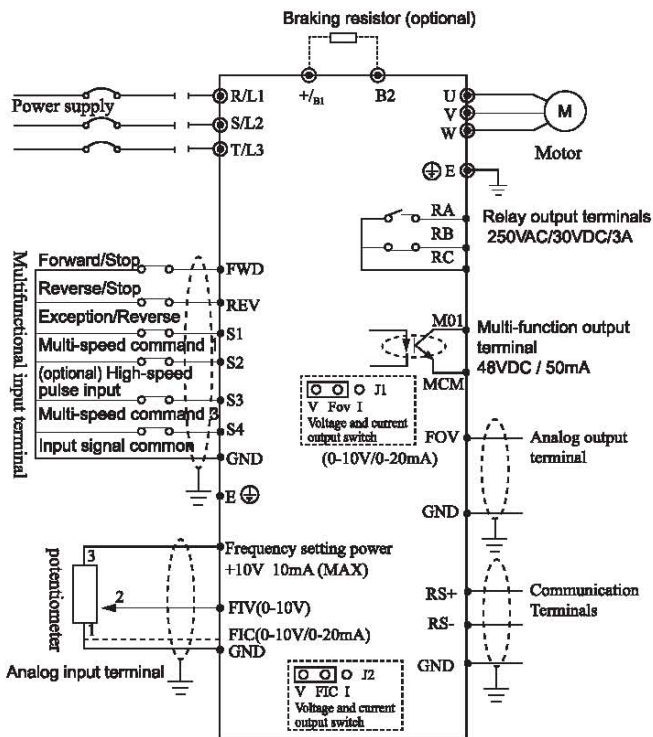 Braking resistor (optional)
+/B1
B2
Power supply
R/L1
S/L2
T/L3
U
V
W
M
Motor
E
RA
RB
RC
Relay output terminals
250VAC/30VDC/3A
Multifunctional input terminal
Forward/Stop
FWD
Reverse/Stop
REV
Exception/Reverse
S1
Multi-speed command 1
S2
(optional) High-speed
pulse input
S3
Multi-speed command 3
S4
Input signal common
GND
E
M01
MCM
Multi-function output
terminal
48VDC / 50mA
J1
V Fov I
Voltage and current
output switch
(0-10V/0-20mA)
FOV
Analog output
terminal
GND
potentiometer
3
2
1
Frequency setting power
+10V 10mA (MAX)
FIV(0-10V)
FIC(0-10V/0-20mA)
GND
Analog input terminal
RS+
RS-
Communication
Terminals
GND
J2
V FIC I
Voltage and current
output switch